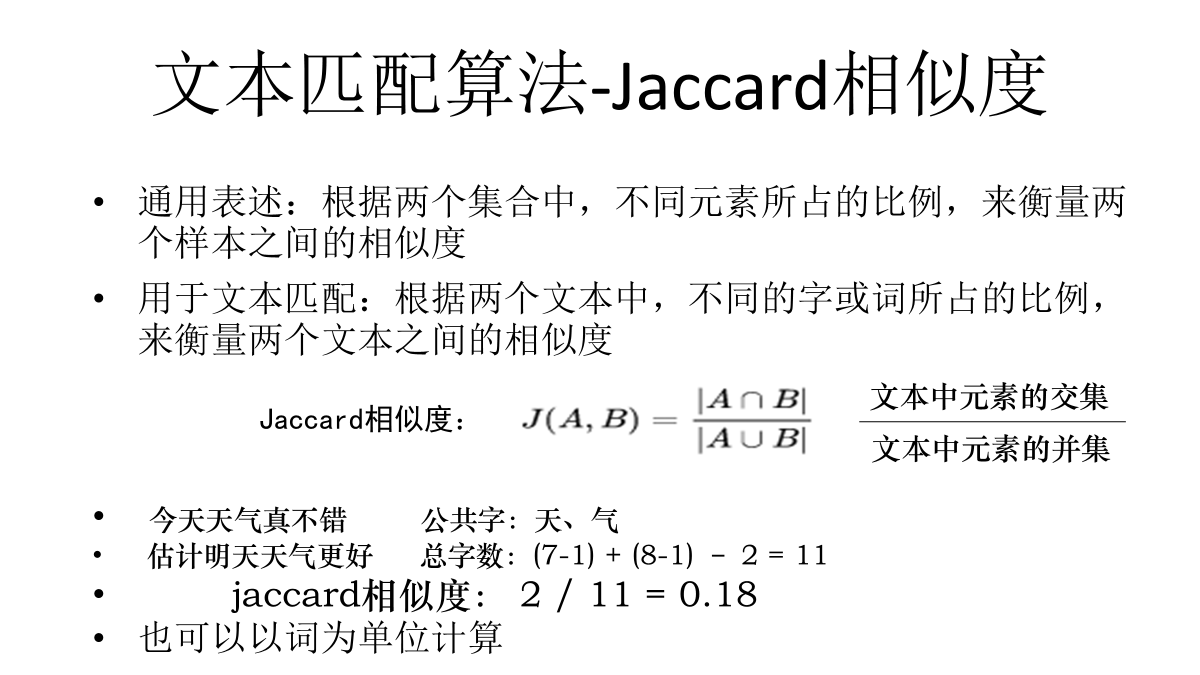 文本匹配算法-Jaccard相似度
• 通用表述：根据两个集合中，不同元素所占的比例，来衡量两
个样本之间的相似度
• 用于文本匹配：根据两个文本中，不同的字或词所占的比例，
来衡量两个文本之间的相似度
Jaccard相似度： J(A, B) = |A ∩ B| / |A ∪ B| 文本中元素的交集
文本中元素的并集
• 今天天气真不错 公共字：天、气
• 估计明天天气更好 总字数：(7-1) + (8-1) － 2 = 11
• jaccard相似度： 2 / 11 = 0.18
• 也可以以词为单位计算